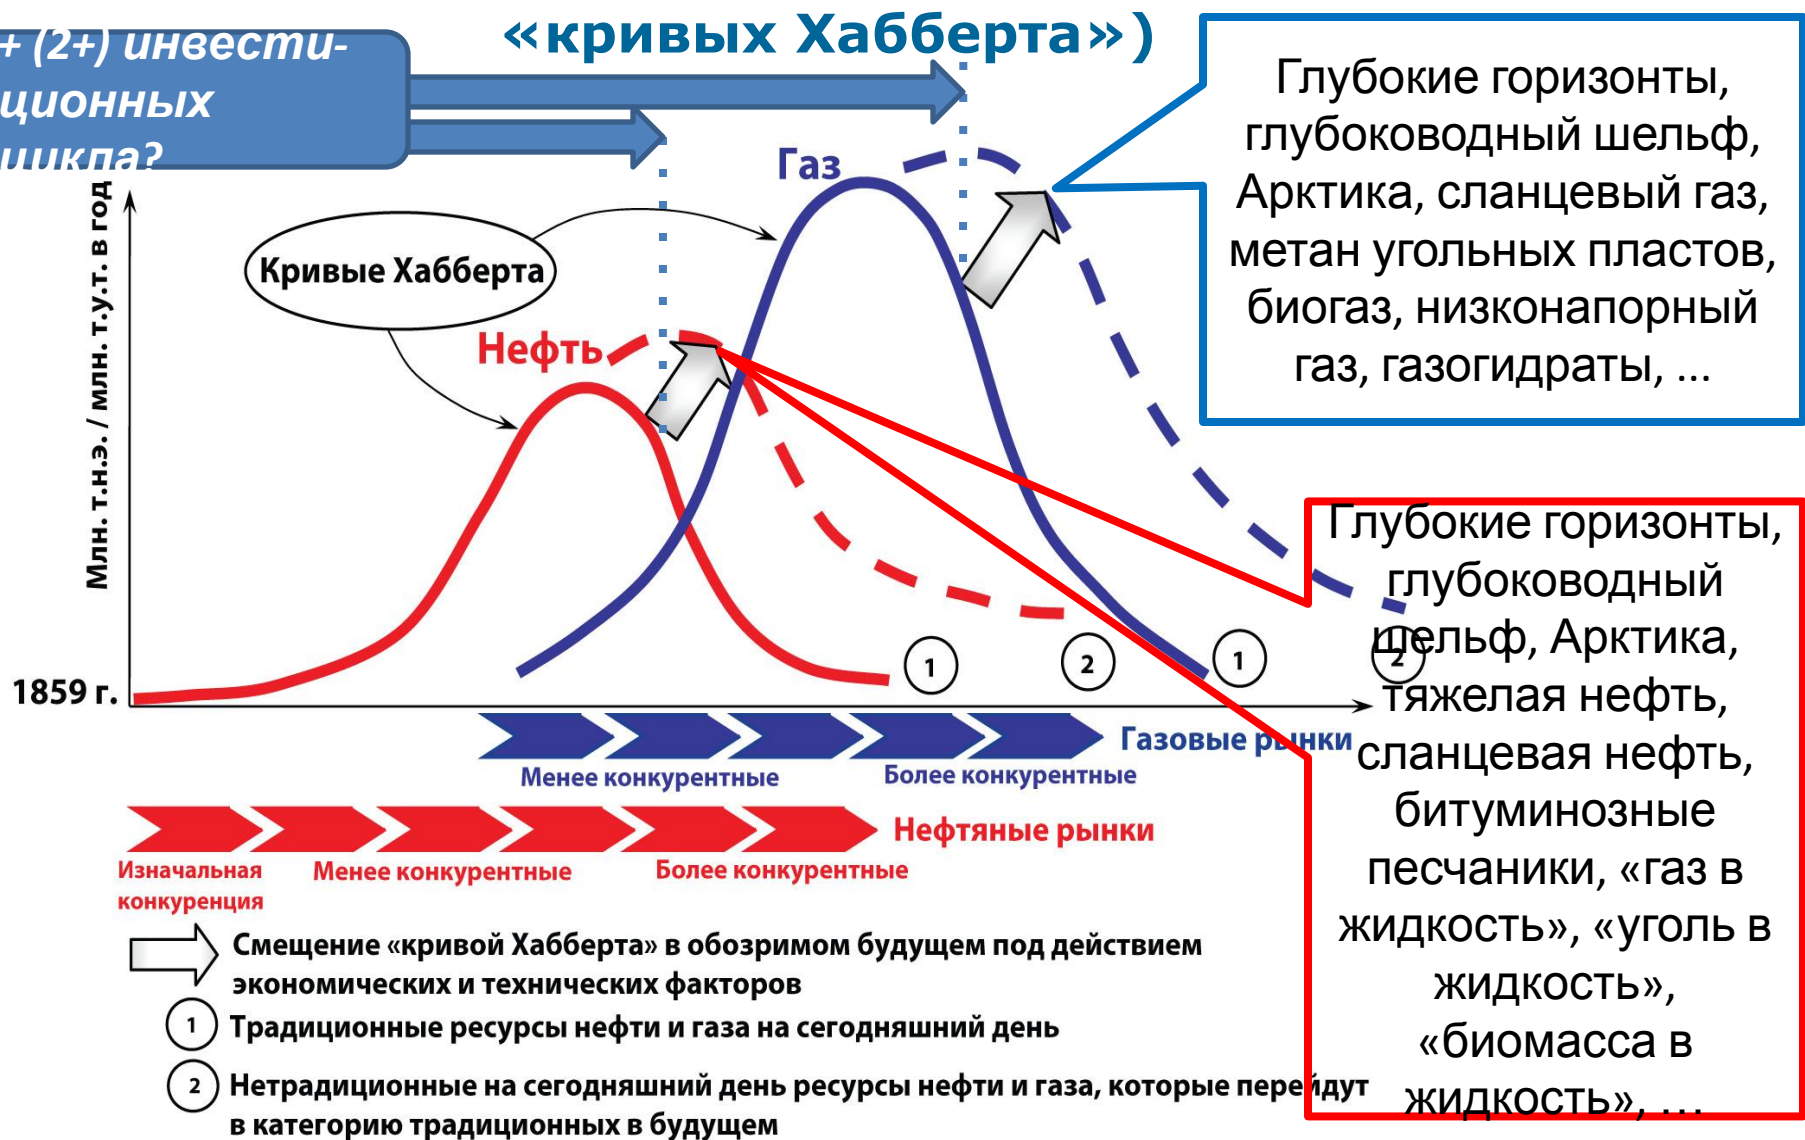 «кривых Хабберта»)
+ (2+) инвести-
ционных
цикла?
Глубокие горизонты,
глубоководный шельф,
Арктика, сланцевый газ,
метан угольных пластов,
биогаз, низконапорный
газ, газогидраты, ...
Млн. т.н.э. / млн. т.у.т. в год
Газ
Кривые Хабберта
Нефть
Глубокие горизонты,
глубоководный
шельф, Арктика,
тяжелая нефть,
сланцевая нефть,
битуминозные
песчаники, «газ в
жидкость», «уголь в
жидкость»,
«биомасса в
жидкость», ...
1
2
1
2
1859 г.
Газовые рынки
Менее конкурентные
Более конкурентные
Нефтяные рынки
Изначальная
конкуренция
Менее конкурентные
Более конкурентные
Смещение «кривой Хабберта» в обозримом будущем под действием
экономических и технических факторов
1 Традиционные ресурсы нефти и газа на сегодняшний день
2 Нетрадиционные на сегодняшний день ресурсы нефти и газа, которые перейдут
в категорию традиционных в будущем